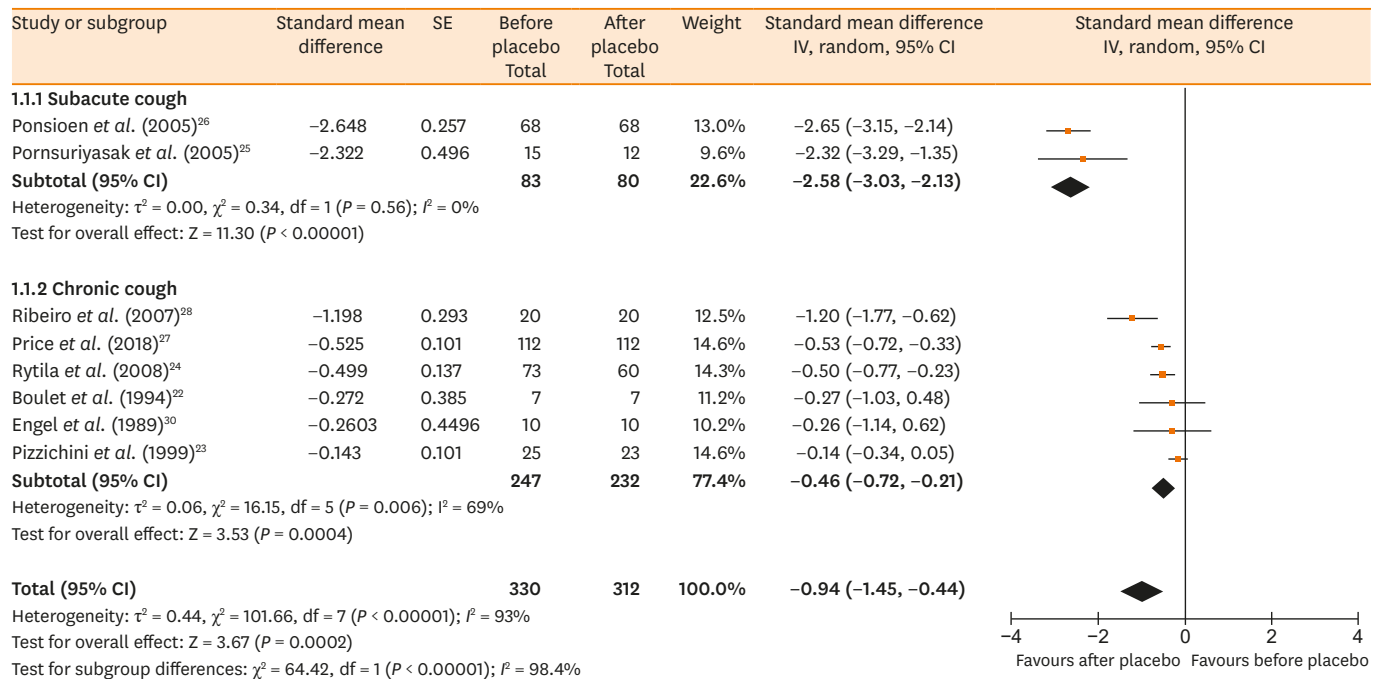 Study or subgroup Standard mean difference SE Before placebo Total After placebo Total Weight Standard mean difference IV, random, 95% CI Standard mean difference IV, random, 95% CI
1.1.1 Subacute cough
Ponsioen et al. (2005)26 −2.648 0.257 68 68 13.0% −2.65 (−3.15, −2.14)
Pornsuriyasak et al. (2005)25 −2.322 0.496 15 12 9.6% −2.32 (−3.29, −1.35)
Subtotal (95% CI) 83 80 22.6% −2.58 (−3.03, −2.13)
Heterogeneity: τ² = 0.00, χ² = 0.34, df = 1 (P = 0.56); I² = 0%
Test for overall effect: Z = 11.30 (P < 0.00001)
1.1.2 Chronic cough
Ribeiro et al. (2007)28 −1.198 0.293 20 20 12.5% −1.20 (−1.77, −0.62)
Price et al. (2018)27 −0.525 0.101 112 112 14.6% −0.53 (−0.72, −0.33)
Rytila et al. (2008)24 −0.499 0.137 73 60 14.3% −0.50 (−0.77, −0.23)
Boulet et al. (1994)22 −0.272 0.385 7 7 11.2% −0.27 (−1.03, 0.48)
Engel et al. (1989)30 −0.2603 0.4496 10 10 10.2% −0.26 (−1.14, 0.62)
Pizzichini et al. (1999)23 −0.143 0.101 25 23 14.6% −0.14 (−0.34, 0.05)
Subtotal (95% CI) 247 232 77.4% −0.46 (−0.72, −0.21)
Heterogeneity: τ² = 0.06, χ² = 16.15, df = 5 (P = 0.006); I² = 69%
Test for overall effect: Z = 3.53 (P = 0.0004)
Total (95% CI) 330 312 100.0% −0.94 (−1.45, −0.44)
Heterogeneity: τ² = 0.44, χ² = 101.66, df = 7 (P < 0.00001); I² = 93%
Test for overall effect: Z = 3.67 (P = 0.0002)
Test for subgroup differences: χ² = 64.42, df = 1 (P < 0.00001); I² = 98.4%
−4 −2 0 2 4
Favours after placebo Favours before placebo